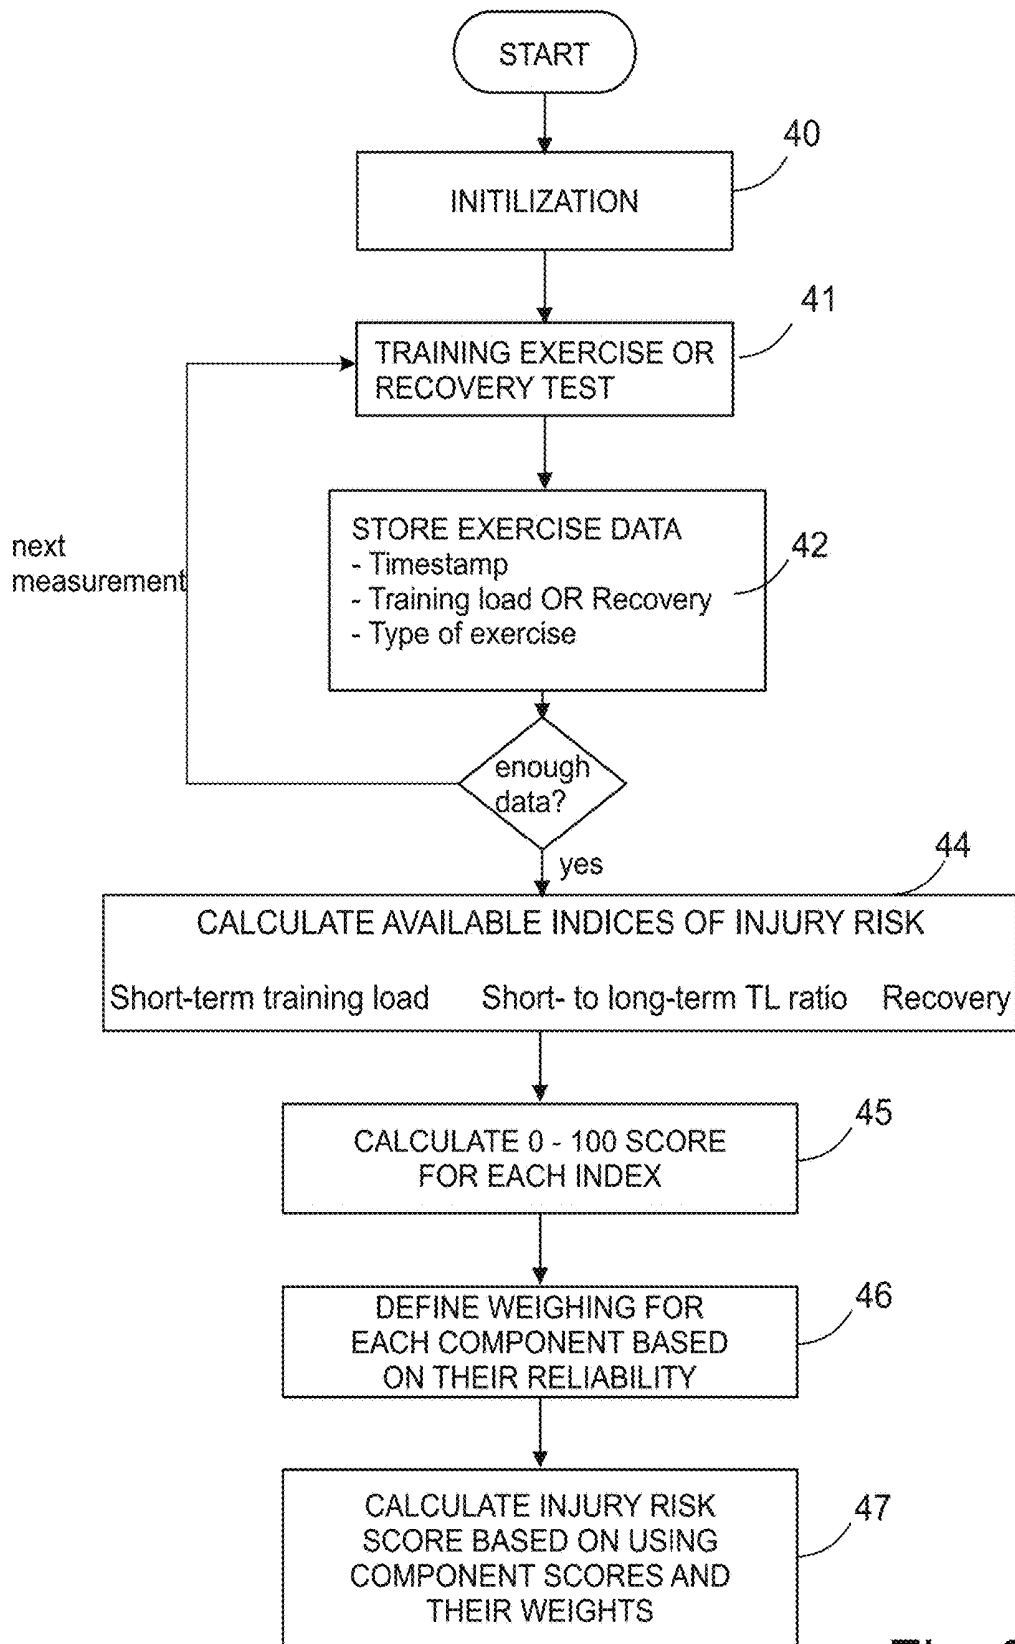 START
40
INITILIZATION
41
TRAINING EXERCISE OR
RECOVERY TEST
STORE EXERCISE DATA
- Timestamp
- Training load OR Recovery
- Type of exercise
42
next
measurement
enough
data?
yes
44
CALCULATE AVAILABLE INDICES OF INJURY RISK
Short-term training load Short- to long-term TL ratio Recovery
45
CALCULATE 0 - 100 SCORE
FOR EACH INDEX
46
DEFINE WEIGHING FOR
EACH COMPONENT BASED
ON THEIR RELIABILITY
47
CALCULATE INJURY RISK
SCORE BASED ON USING
COMPONENT SCORES AND
THEIR WEIGHTS